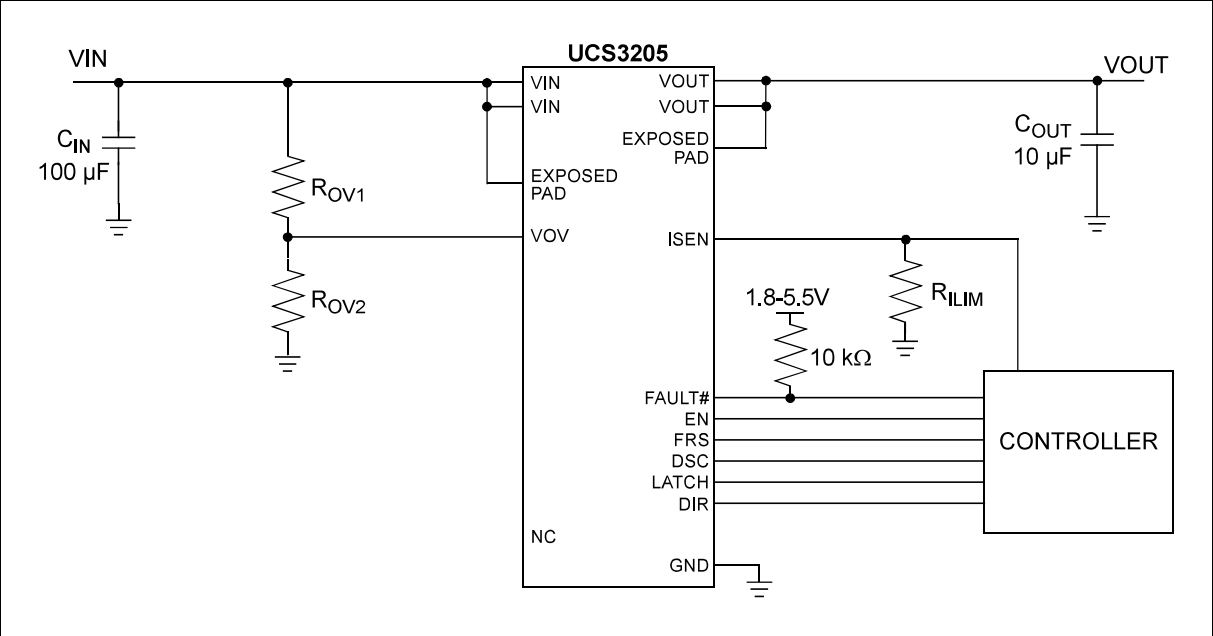 UCS3205
VIN
VOUT
C_IN
100 µF
R_OV1
R_OV2
VIN
VIN
EXPOSED
PAD
VOV
NC
VOUT
VOUT
EXPOSED
PAD
ISEN
FAULT#
EN
FRS
DSC
LATCH
DIR
GND
C_OUT
10 µF
R_ILIM
1.8-5.5V
10 kΩ
CONTROLLER